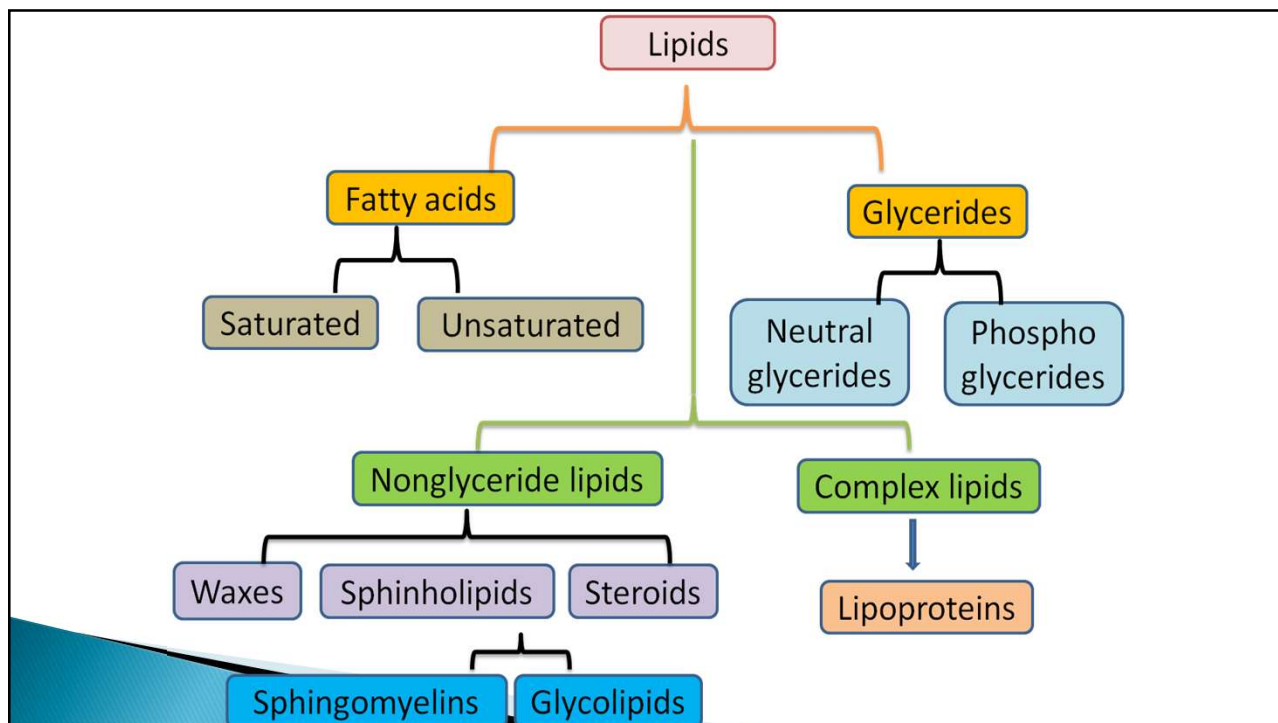 Lipids
Fatty acids
Glycerides
Saturated
Unsaturated
Neutral
glycerides
Phospho
glycerides
Nonglyceride lipids
Complex lipids
Waxes
Sphinholipids
Steroids
Lipoproteins
Sphingomyelins
Glycolipids